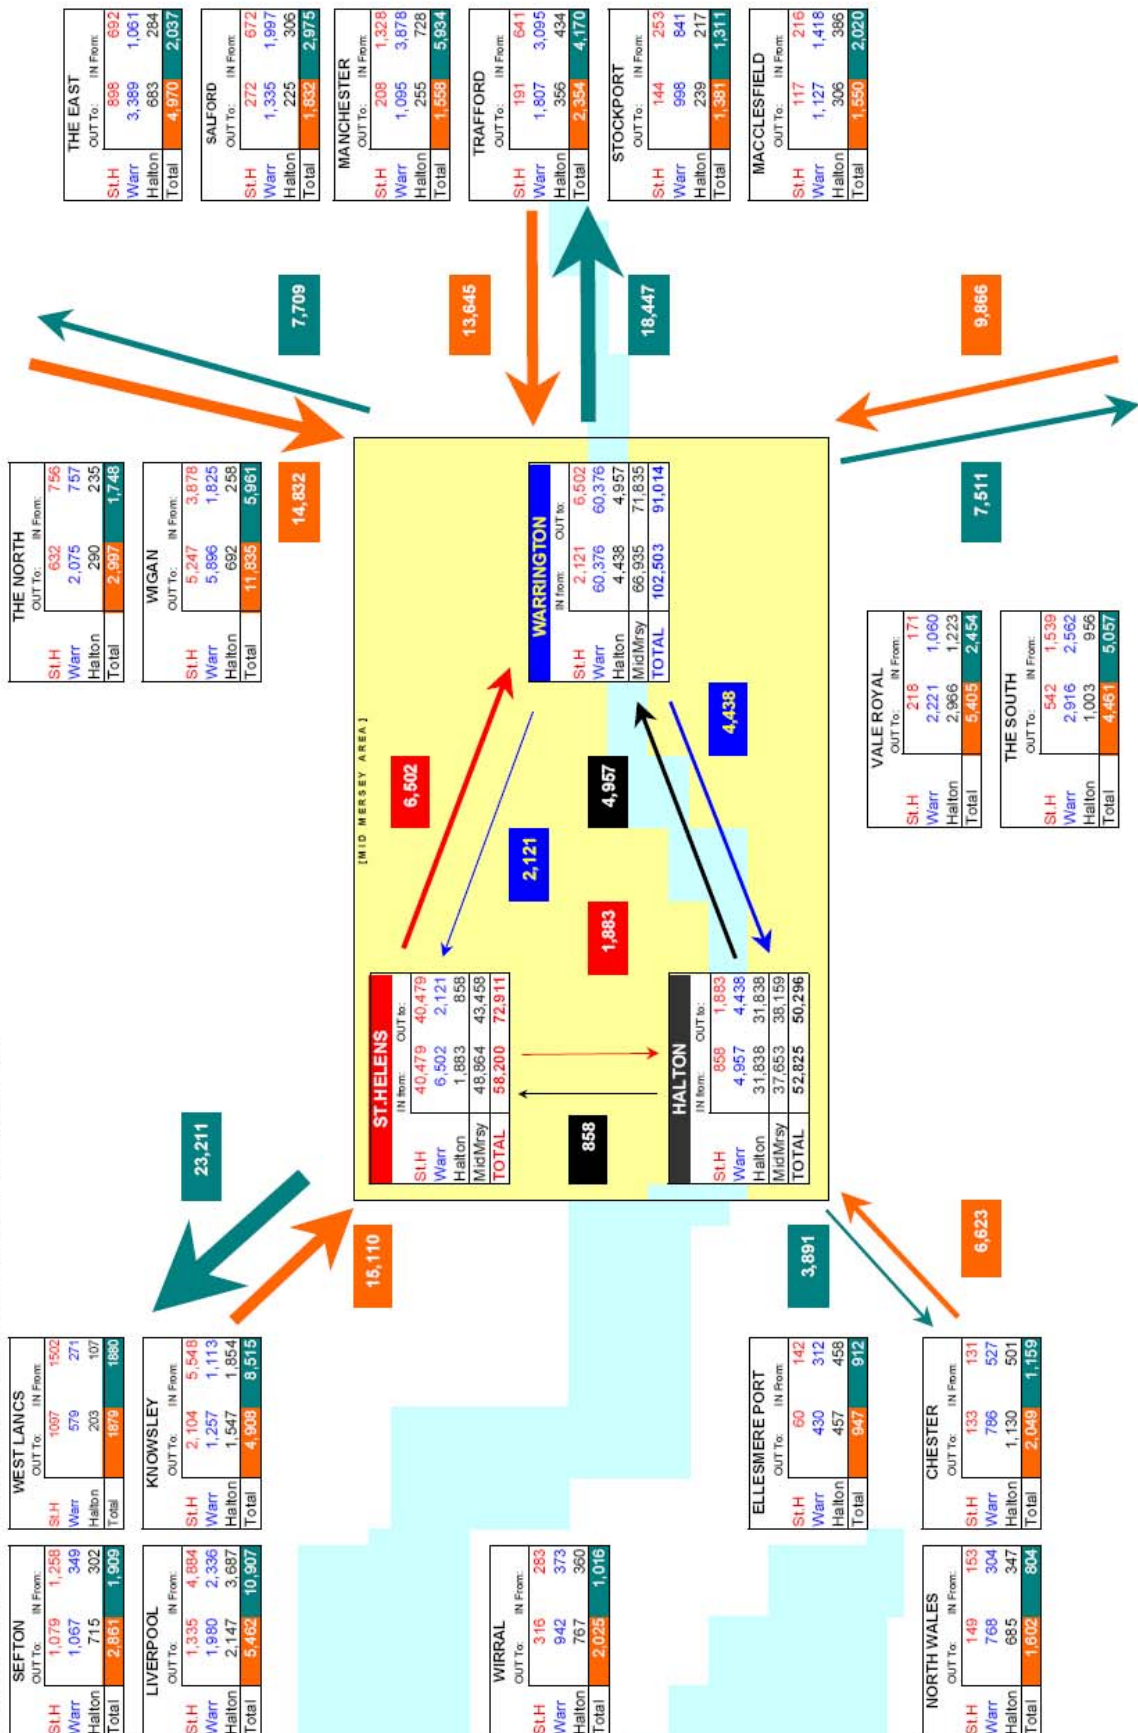 SEFTON
OUT To: IN From:
St.H 1,079 1,258
Warr 1,067 349
Halton 715 302
Total 2,861 1,909
WEST LANCS
OUT To: IN From:
St.H 1097 1502
Warr 579 271
Halton 203 107
Total 1879 1880
THE NORTH
OUT To: IN From:
St.H 632 756
Warr 2,075 757
Halton 290 235
Total 2,997 1,748
THE EAST
OUT To: IN From:
St.H 898 692
Warr 3,389 1,061
Halton 683 284
Total 4,970 2,037
LIVERPOOL
OUT To: IN From:
St.H 1,335 4,884
Warr 1,980 2,336
Halton 2,147 3,687
Total 5,462 10,907
KNOWSLEY
OUT To: IN From:
St.H 2,104 5,548
Warr 1,257 1,113
Halton 1,547 1,854
Total 4,908 8,515
WIGAN
OUT To: IN From:
St.H 5,247 3,878
Warr 5,896 1,825
Halton 692 258
Total 11,835 5,961
SALFORD
OUT To: IN From:
St.H 272 672
Warr 1,335 1,997
Halton 225 306
Total 1,832 2,975
23,211
15,110
14,832
7,709
MANCHESTER
OUT To: IN From:
St.H 208 1,328
Warr 1,095 3,878
Halton 255 728
Total 1,558 5,934
[MID MERSEY AREA]
ST.HELENS
IN from: OUT to:
St.H 40,479 40,479
Warr 6,502 2,121
Halton 1,883 858
MidMrsy 48,864 43,458
TOTAL 58,200 72,911
6,502
2,121
13,645
TRAFFORD
OUT To: IN From:
St.H 191 641
Warr 1,807 3,095
Halton 356 434
Total 2,354 4,170
WIRRAL
OUT To: IN From:
St.H 316 283
Warr 942 373
Halton 767 360
Total 2,025 1,016
858
1,883
4,957
WARRINGTON
IN from: OUT to:
St.H 2,121 6,502
Warr 60,376 60,376
Halton 4,438 4,957
MidMrsy 66,935 71,835
TOTAL 102,503 91,014
18,447
STOCKPORT
OUT To: IN From:
St.H 144 253
Warr 998 841
Halton 239 217
Total 1,381 1,311
HALTON
IN from: OUT to:
St.H 858 1,883
Warr 4,957 4,438
Halton 31,838 31,838
MidMrsy 37,653 38,159
TOTAL 52,825 50,296
4,438
MACCLESFIELD
OUT To: IN From:
St.H 117 216
Warr 1,127 1,418
Halton 306 386
Total 1,550 2,020
ELLESMERE PORT
OUT To: IN From:
St.H 60 142
Warr 430 312
Halton 457 458
Total 947 912
3,891
6,623
VALE ROYAL
OUT To: IN From:
St.H 218 171
Warr 2,221 1,060
Halton 2,966 1,223
Total 5,405 2,454
7,511
9,866
NORTH WALES
OUT To: IN From:
St.H 149 153
Warr 768 304
Halton 685 347
Total 1,602 804
CHESTER
OUT To: IN From:
St.H 133 131
Warr 786 527
Halton 1,130 501
Total 2,049 1,159
THE SOUTH
OUT To: IN From:
St.H 542 1,539
Warr 2,916 2,562
Halton 1,003 956
Total 4,461 5,057